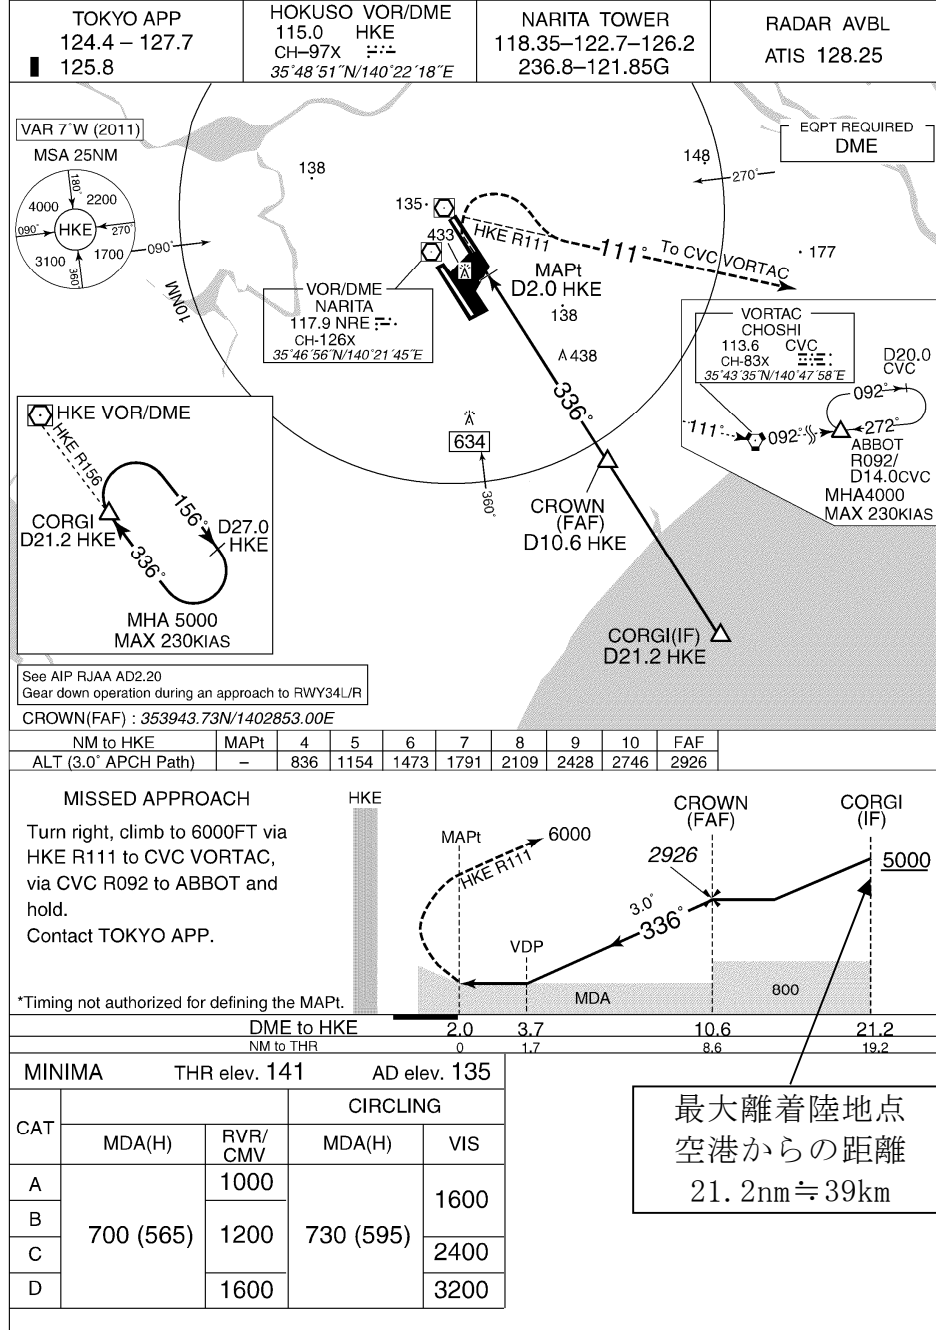 TOKYO APP
124.4 – 127.7
125.8
HOKUSO VOR/DME
115.0 HKE
CH–97X
35°48′51″N/140°22′18″E
NARITA TOWER
118.35–122.7–126.2
236.8–121.85G
RADAR AVBL
ATIS 128.25
VAR 7°W (2011)
MSA 25NM
180°
4000
2200
090°
HKE
270°
3100
1700
360°
090°
10NM
138
135
433
148
270°
EQPT REQUIRED
DME
HKE R111
111°
To CVC VORTAC
177
MAPt
D2.0 HKE
138
438
VOR/DME
NARITA
117.9 NRE
CH-126X
35°46′56″N/140°21′45″E
336°
634
360°
VORTAC
CHOSHI
113.6 CVC
CH-83X
35°43′35″N/140°47′58″E
D20.0
CVC
092°
111°
092°
272°
ABBOT
R092/
D14.0CVC
MHA4000
MAX 230KIAS
HKE VOR/DME
HKE R156
CORGI
D21.2 HKE
156°
D27.0
HKE
336°
MHA 5000
MAX 230KIAS
CROWN
(FAF)
D10.6 HKE
CORGI(IF)
D21.2 HKE
See AIP RJAA AD2.20
Gear down operation during an approach to RWY34L/R
CROWN(FAF) : 353943.73N/1402853.00E
NM to HKE MAPt 4 5 6 7 8 9 10 FAF
ALT (3.0° APCH Path) – 836 1154 1473 1791 2109 2428 2746 2926
MISSED APPROACH
Turn right, climb to 6000FT via
HKE R111 to CVC VORTAC,
via CVC R092 to ABBOT and
hold.
Contact TOKYO APP.
*Timing not authorized for defining the MAPt.
HKE
MAPt
6000
HKE R111
VDP
CROWN
(FAF)
2926
3.0°
336°
CORGI
(IF)
5000
MDA
800
DME to HKE 2.0 3.7 10.6 21.2
NM to THR 0 1.7 8.6 19.2
MINIMA THR elev. 141 AD elev. 135
CAT
CIRCLING
MDA(H)
RVR/
CMV
MDA(H)
VIS
A
B
C
D
700 (565)
1000
1200
1600
730 (595)
1600
2400
3200
最大離着陸地点
空港からの距離
21.2nm≒39km